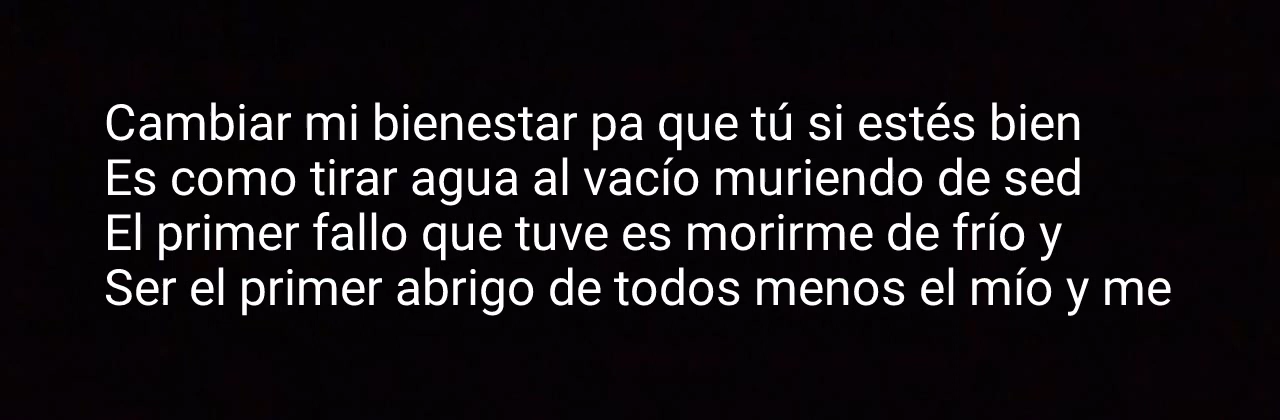 Cambiar mi bienestar pa que tú si estés bien
Es como tirar agua al vacío muriendo de sed
El primer fallo que tuve es morirme de frío y
Ser el primer abrigo de todos menos el mío y me